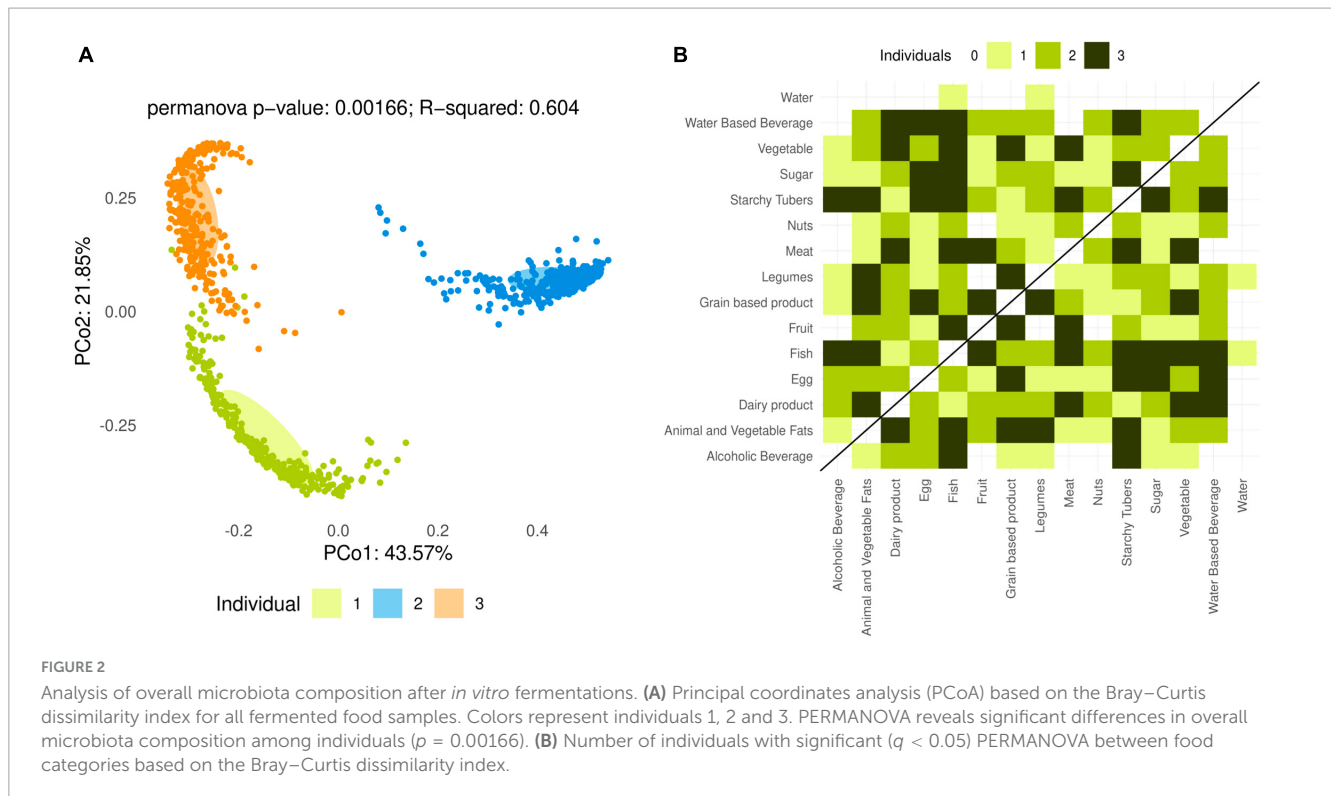 A
permanova p−value: 0.00166; R−squared: 0.604
PCo2: 21.85%
0.25
0.00
-0.25
-0.2
0.0
0.2
0.4
PCo1: 43.57%
Individual 1 2 3
B
Individuals 0 1 2 3
Water
Water Based Beverage
Vegetable
Sugar
Starchy Tubers
Nuts
Meat
Legumes
Grain based product
Fruit
Fish
Egg
Dairy product
Animal and Vegetable Fats
Alcoholic Beverage
Alcoholic Beverage
Animal and Vegetable Fats
Dairy product
Egg
Fish
Fruit
Grain based product
Legumes
Meat
Nuts
Starchy Tubers
Sugar
Vegetable
Water Based Beverage
Water
FIGURE 2
Analysis of overall microbiota composition after in vitro fermentations. (A) Principal coordinates analysis (PCoA) based on the Bray–Curtis
dissimilarity index for all fermented food samples. Colors represent individuals 1, 2 and 3. PERMANOVA reveals significant differences in overall
microbiota composition among individuals (p = 0.00166). (B) Number of individuals with significant (q < 0.05) PERMANOVA between food
categories based on the Bray–Curtis dissimilarity index.